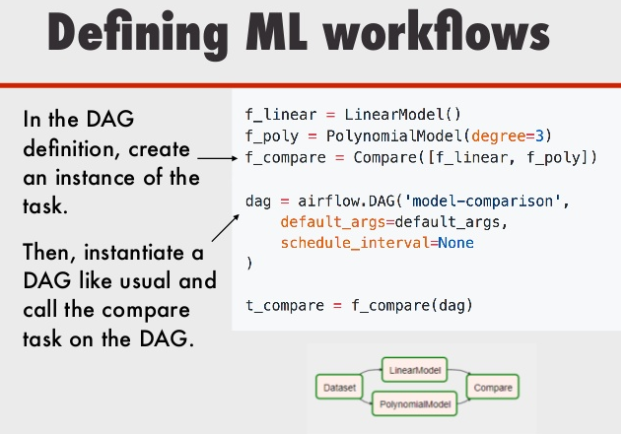 Defining ML workflows
In the DAG
definition, create
an instance of the
task.
Then, instantiate a
DAG like usual and
call the compare
task on the DAG.
f_linear = LinearModel()
f_poly = PolynomialModel(degree=3)
f_compare = Compare([f_linear, f_poly])
dag = airflow.DAG('model-comparison',
    default_args=default_args,
    schedule_interval=None
)
t_compare = f_compare(dag)
LinearModel
Dataset
Compare
PolynomialModel